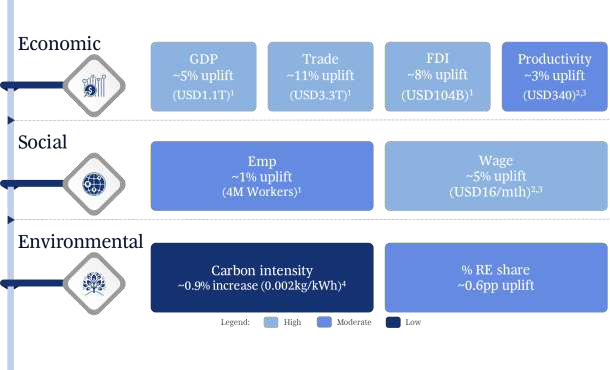 Economic
GDP
~5% uplift
(USD1.1T)¹
Trade
~11% uplift
(USD3.3T)¹
FDI
~8% uplift
(USD104B)¹
Productivity
~3% uplift
(USD340)²,³
Social
Emp
~1% uplift
(4M Workers)¹
Wage
~5% uplift
(USD16/mth)²,³
Environmental
Carbon intensity
~0.9% increase (0.002kg/kWh)⁴
% RE share
~0.6pp uplift
Legend: High Moderate Low